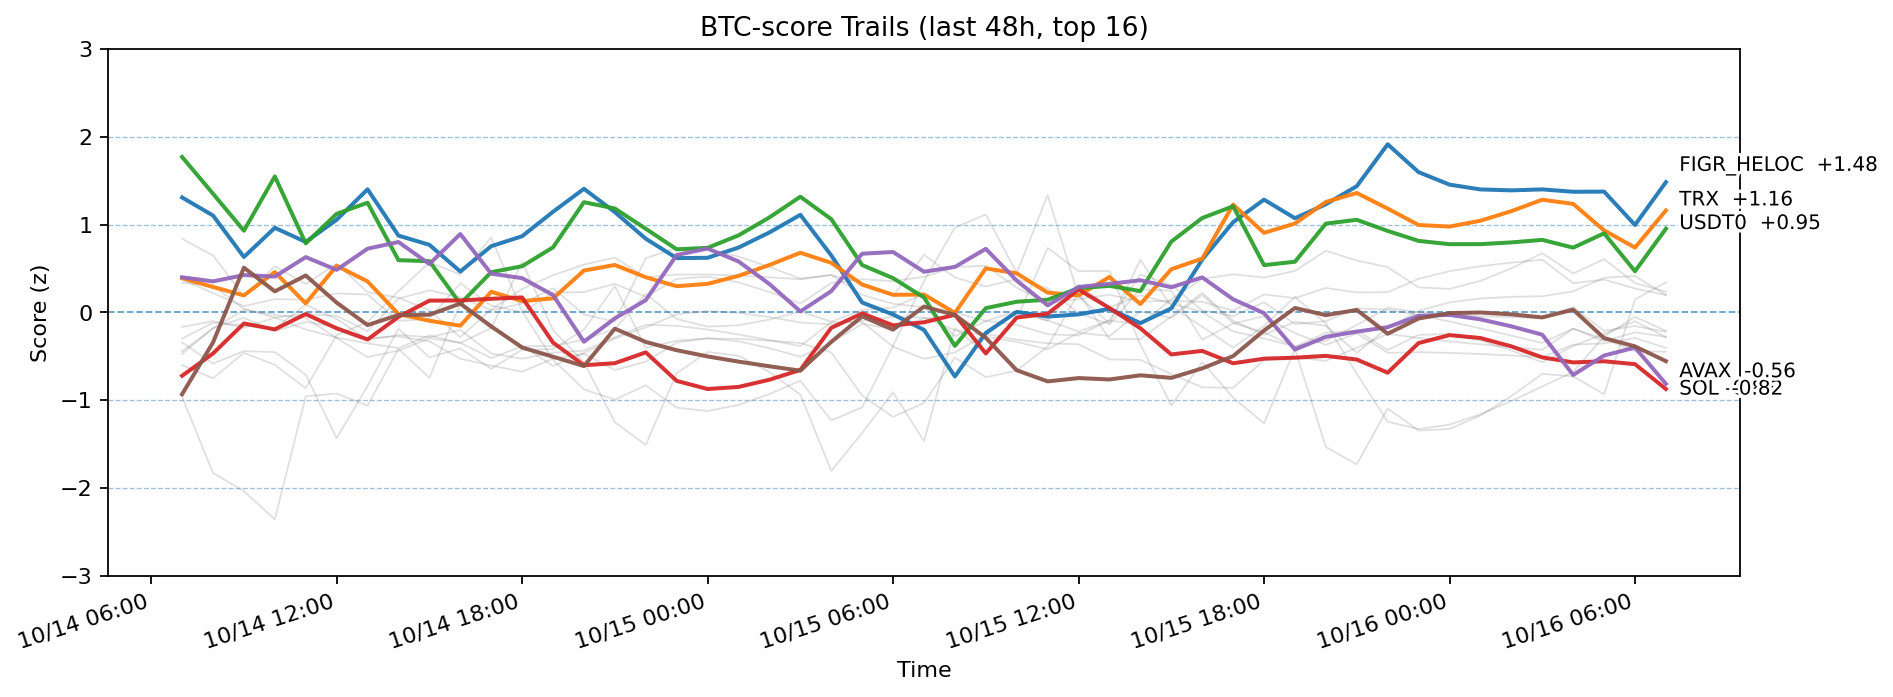 BTC-score Trails (last 48h, top 16)
3
2
1
0
−1
−2
−3
Score (z)
FIGR_HELOC +1.48
TRX +1.16
USDT0 +0.95
AVAX -0.56
SOL
10/14 06:00
10/14 12:00
10/14 18:00
10/15 00:00
10/15 06:00
10/15 12:00
10/15 18:00
10/16 00:00
10/16 06:00
Time